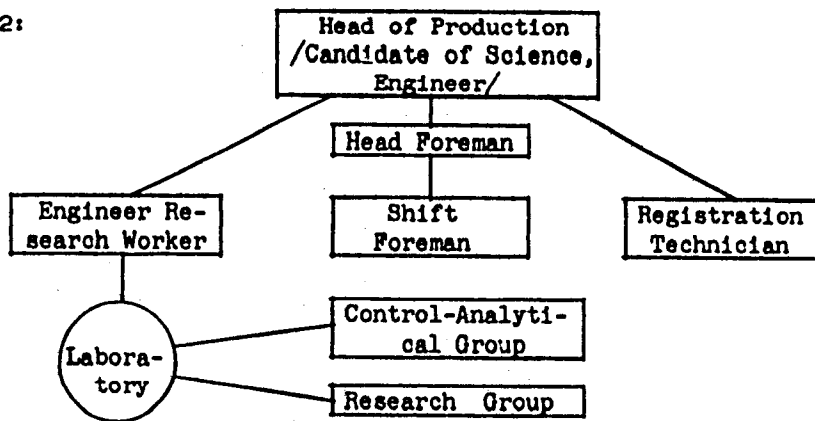 2:
Head of Production
/Candidate of Science,
Engineer/
Head Foreman
Engineer Re-
search Worker
Shift
Foreman
Registration
Technician
Labora-
tory
Control-Analyti-
cal Group
Research Group